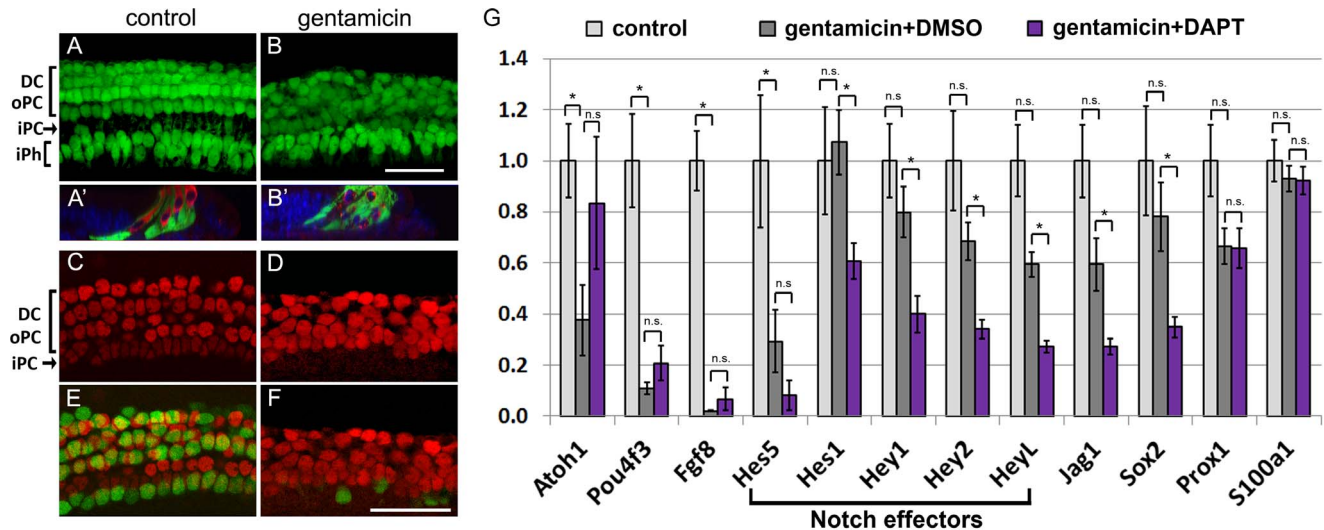 control gentamicin
A
B
DC
oPC
iPC
iPh
A'
B'
C
D
DC
oPC
iPC
E
F
G
control gentamicin+DMSO gentamicin+DAPT
1.4
1.2
1.0
0.8
0.6
0.4
0.2
0.0
* n.s
* n.s.
* n.s.
* n.s
n.s. *
n.s. *
n.s. *
n.s. *
n.s. *
n.s. *
n.s. n.s.
n.s. n.s.
Atoh1 Pou4f3 Fgf8 Hes5 Hes1 Hey1 Hey2 HeyL Jag1 Sox2 Prox1 S100a1
Notch effectors